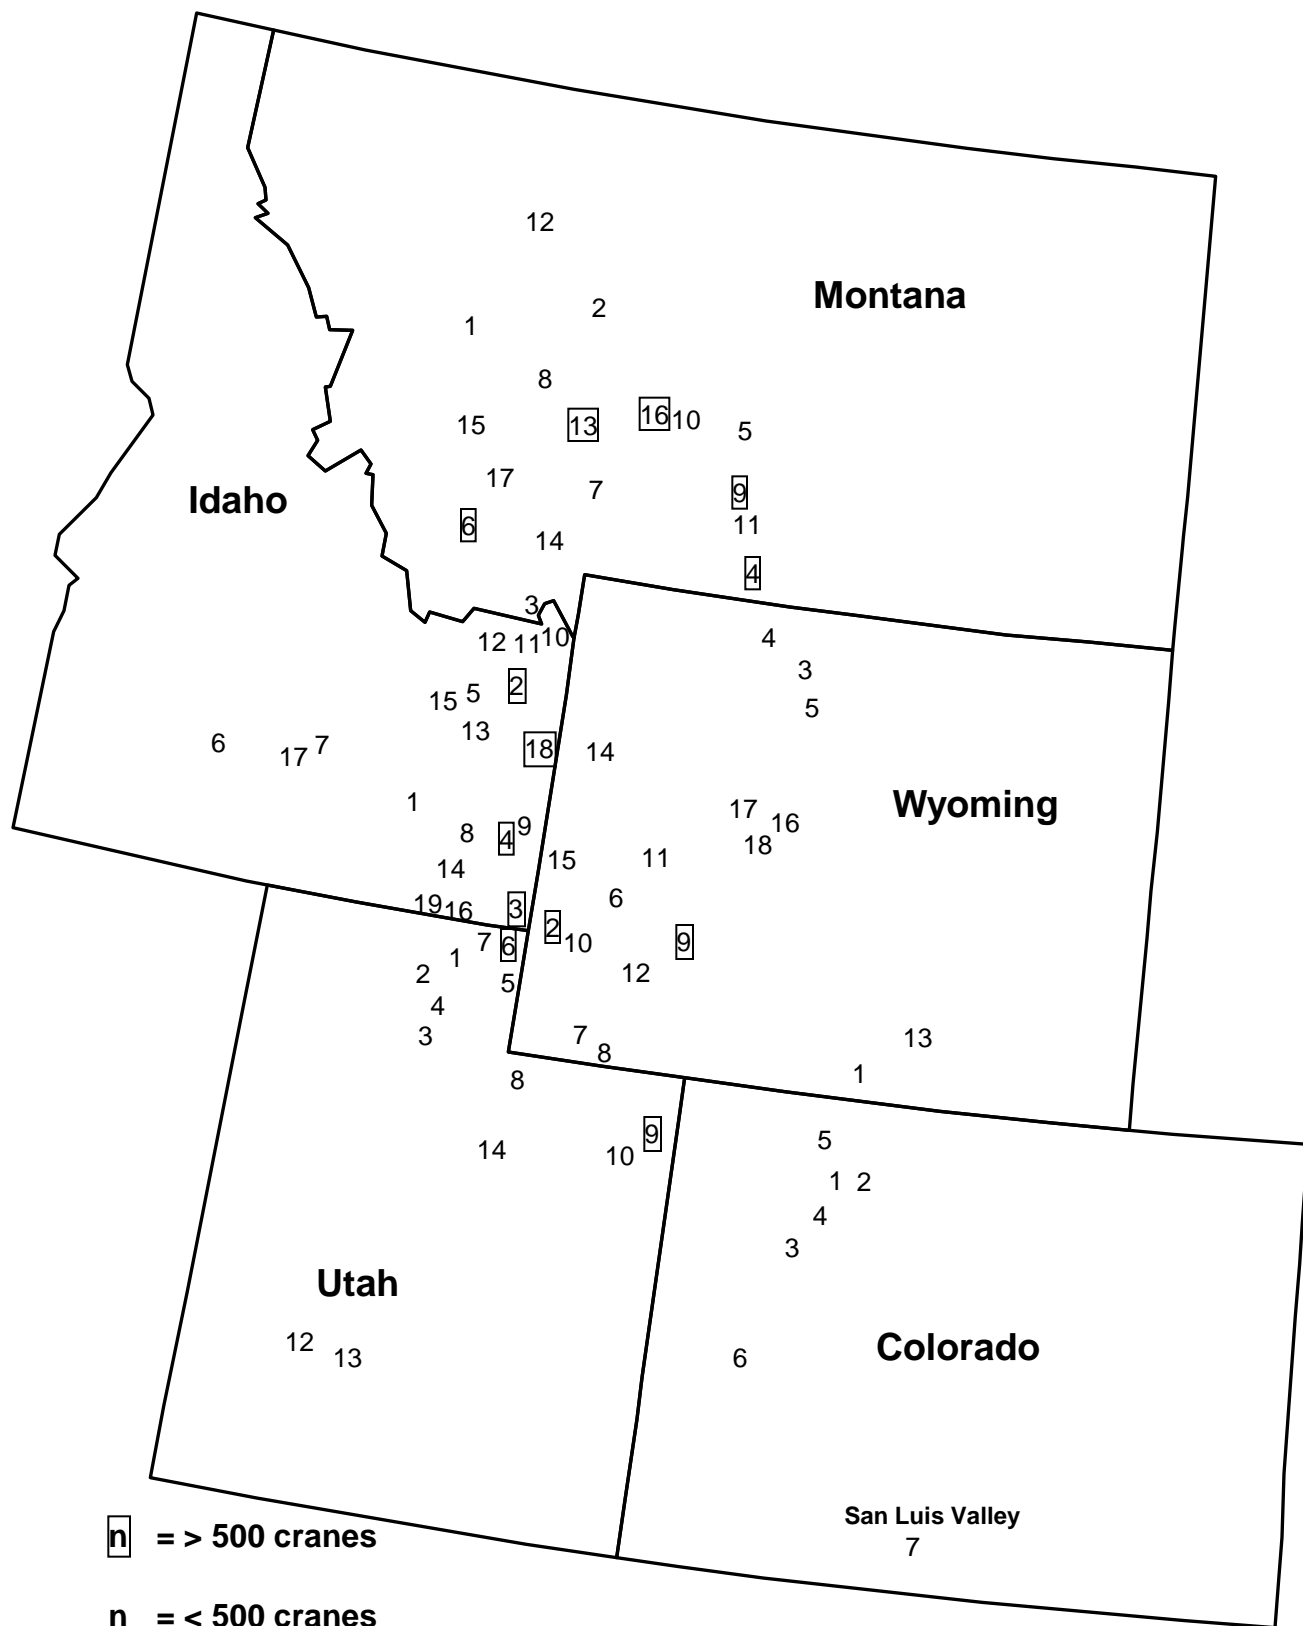 12
Montana
2
1
8
16 10
15 13 5
17
7 9
Idaho
6 11
14
4
3
12 11 10 4
3
2
15 5 5
13
6 17 7 18 14
1 17 Wyoming
16
8 4 9 18
14 15 11
19 16 3 6
2
7 6 10 9
1
2 5 12
4
3 7 13
8
8 1
9 5
14 10
1 2
4
3
Utah
12
13 6 Colorado
San Luis Valley
n = > 500 cranes
7
n = < 500 cranes